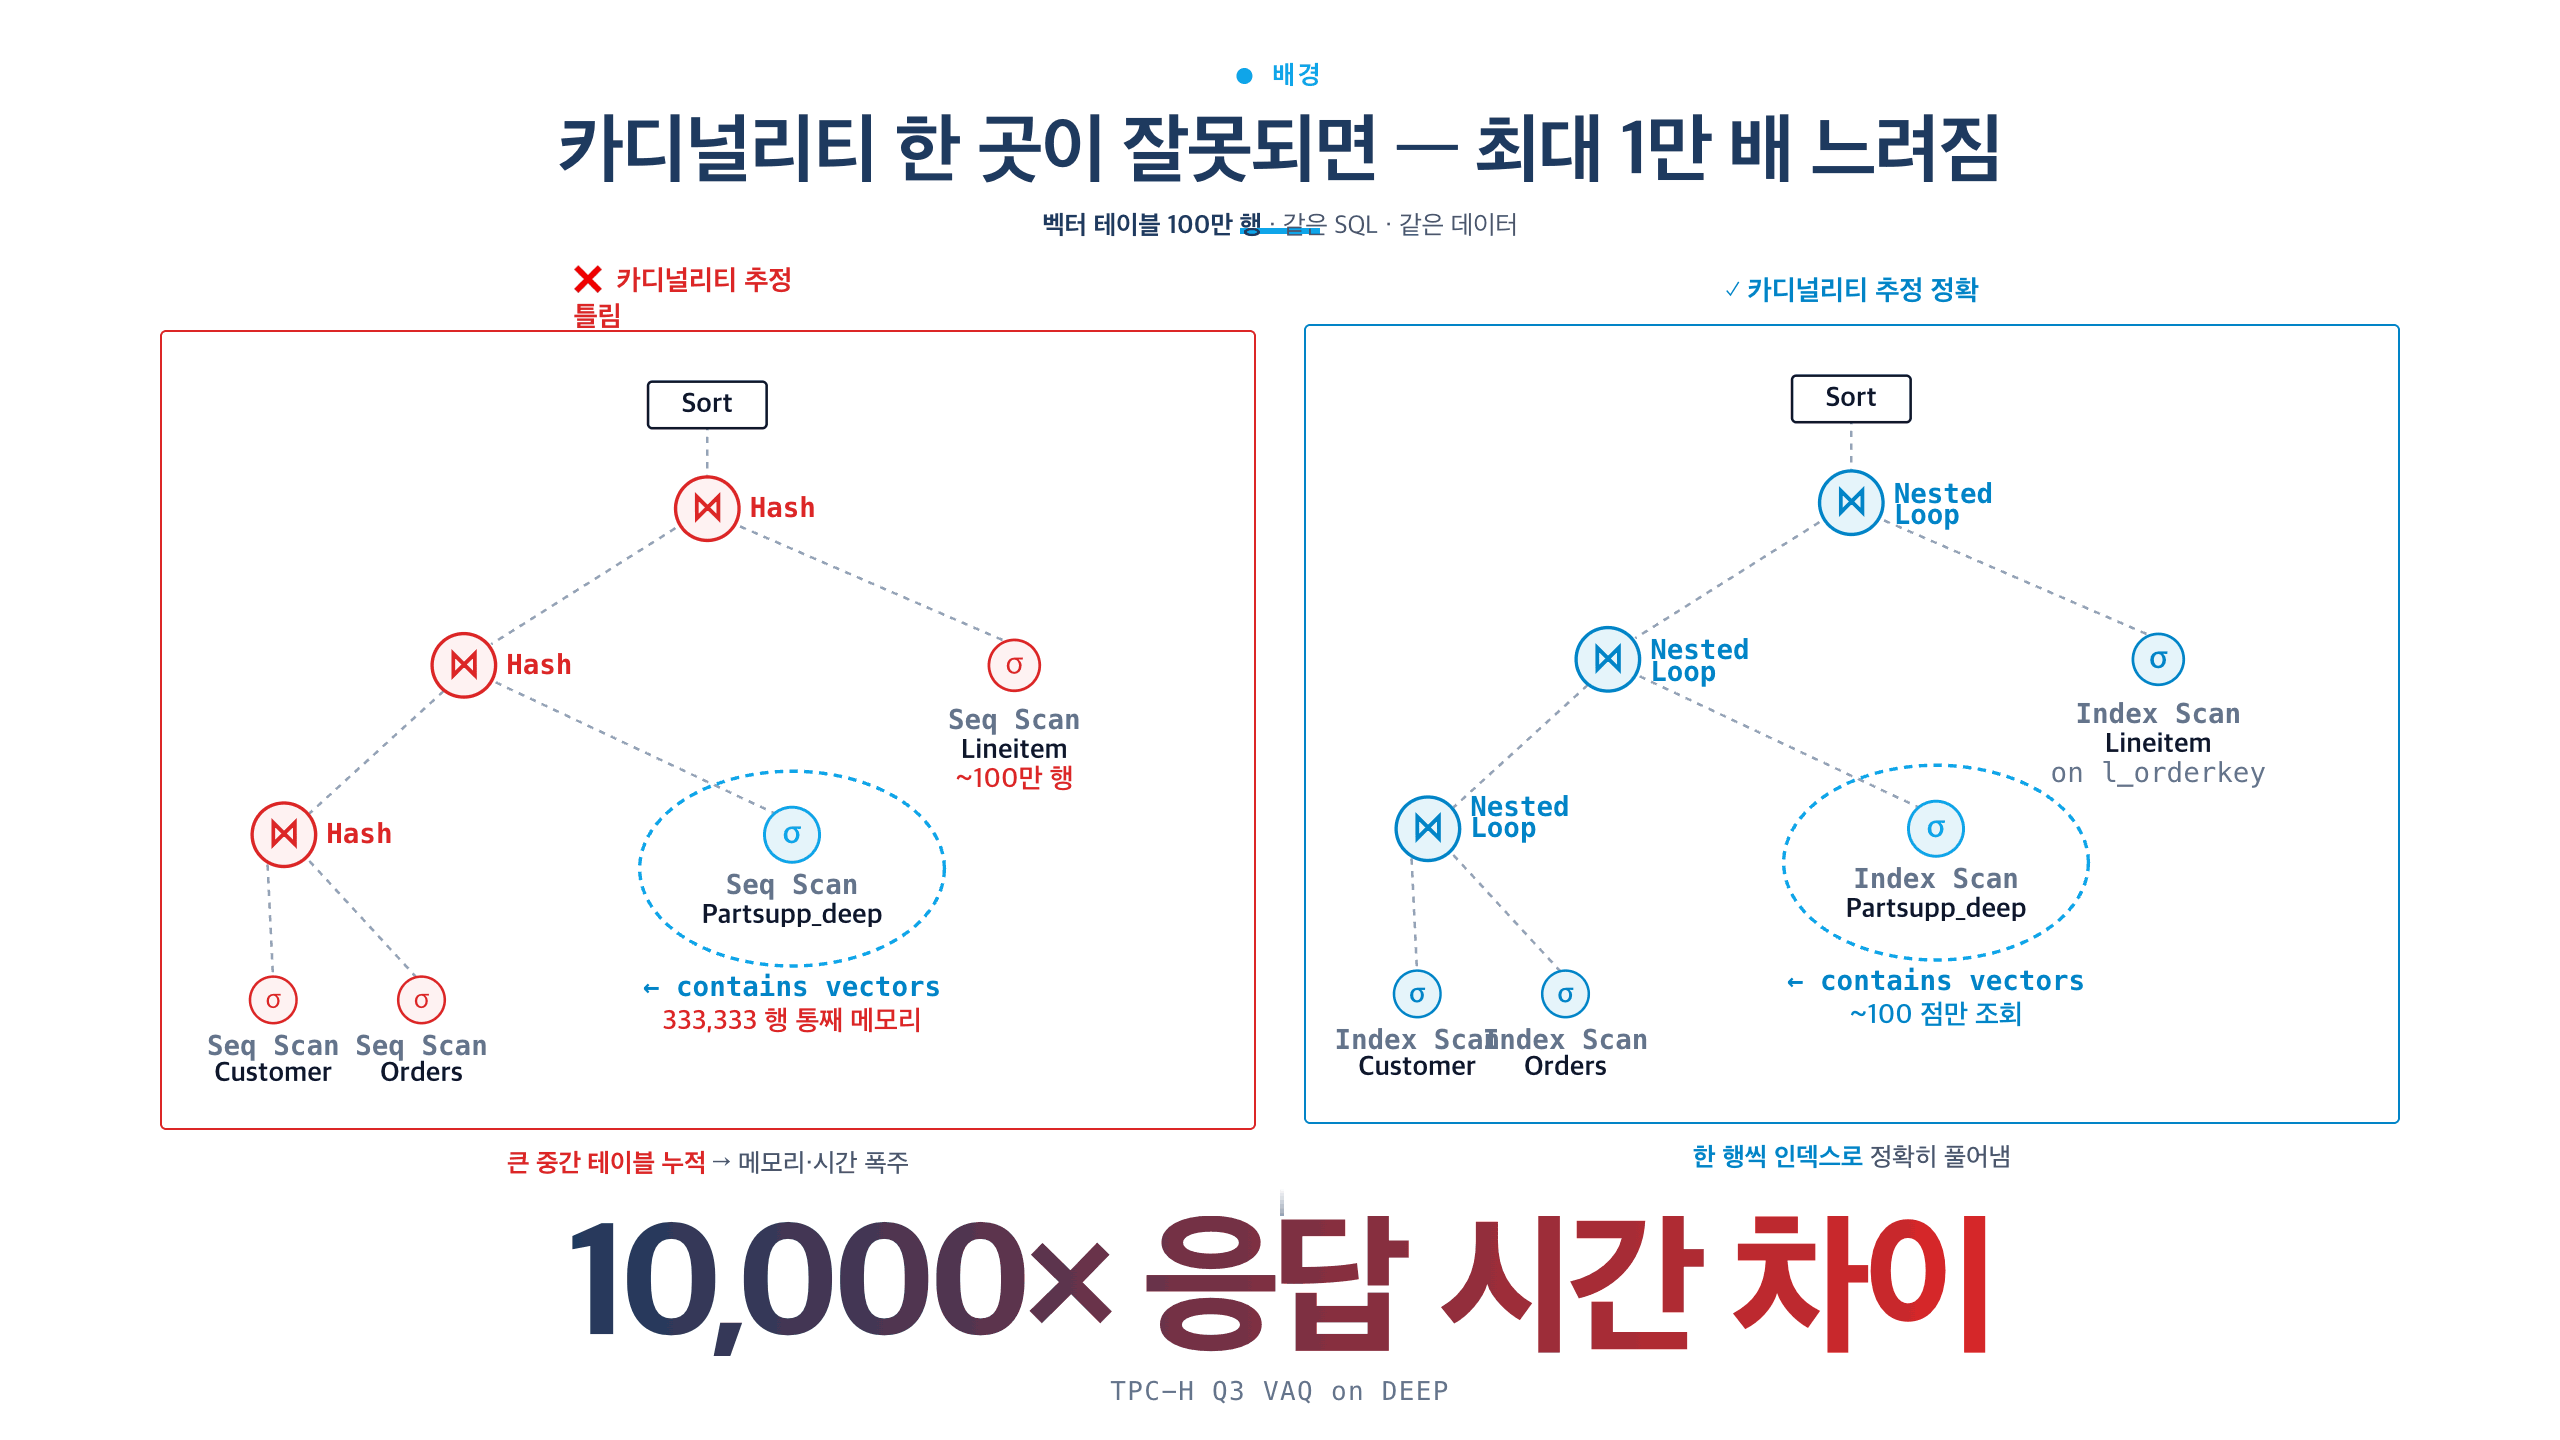 배경
카디널리티 한 곳이 잘못되면 — 최대 1만 배 느려짐
벡터 테이블 100만 행 · 같은 SQL · 같은 데이터
❌ 카디널리티 추정
틀림
Sort
⋈ Hash
⋈ Hash
σ
Seq Scan
Lineitem
~100만 행
⋈ Hash
σ
Seq Scan
Partsupp_deep
← contains vectors
333,333 행 통째 메모리
σ
Seq Scan
Customer
σ
Seq Scan
Orders
큰 중간 테이블 누적 → 메모리·시간 폭주
✓ 카디널리티 추정 정확
Sort
⋈ Nested
Loop
⋈ Nested
Loop
σ
Index Scan
Lineitem
on l_orderkey
⋈ Nested
Loop
σ
Index Scan
Partsupp_deep
← contains vectors
~100 점만 조회
σ
Index Scan
Customer
σ
Index Scan
Orders
한 행씩 인덱스로 정확히 풀어냄
10,000× 응답 시간 차이
TPC-H Q3 VAQ on DEEP